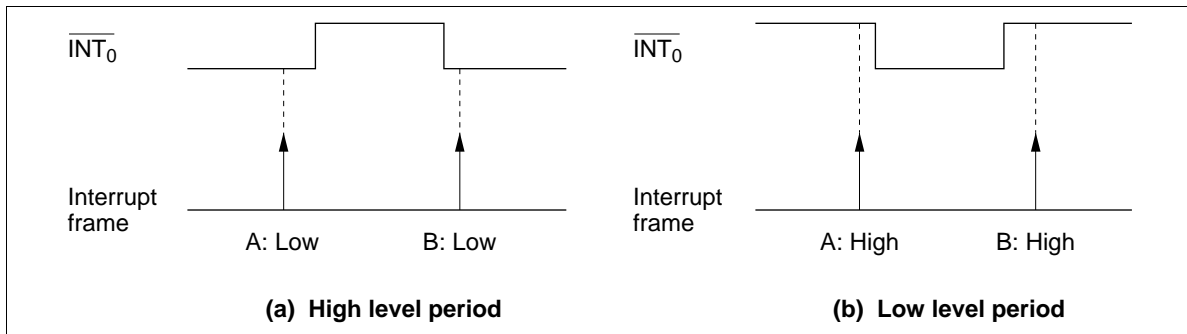 INT0
Interrupt
frame
A: Low
B: Low
(a) High level period
INT0
Interrupt
frame
A: High
B: High
(b) Low level period